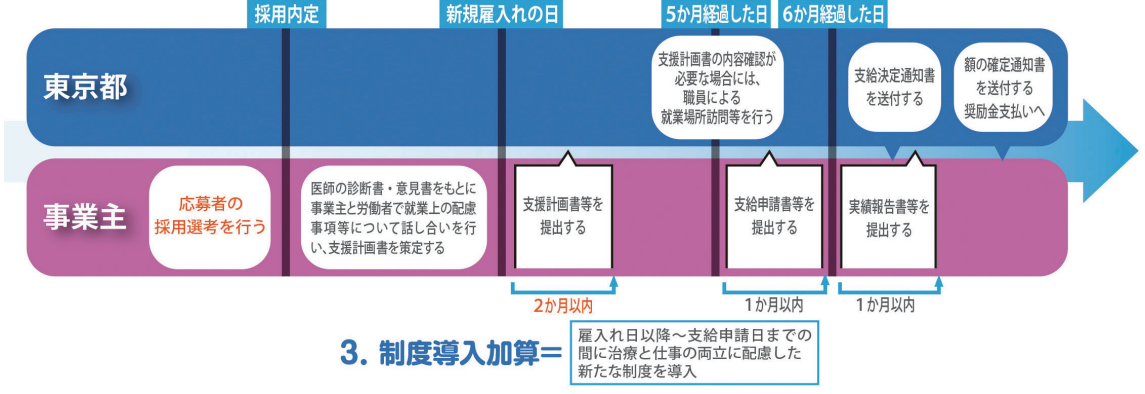 採用内定
新規雇入れの日
5か月経過した日
6か月経過した日
東京都
支援計画書の内容確認が
必要な場合には、
職員による
就業場所訪問等を行う
支給決定通知書
を送付する
額の確定通知書
を送付する
奨励金支払いへ
事業主
応募者の
採用選考を行う
医師の診断書・意見書をもとに
事業主と労働者で就業上の配慮
事項等について話し合いを行
い、支援計画書を策定する
支援計画書等を
提出する
支給申請書等を
提出する
実績報告書等を
提出する
2か月以内
1か月以内
1か月以内
3. 制度導入加算＝
雇入れ日以降～支給申請日までの
間に治療と仕事の両立に配慮した
新たな制度を導入